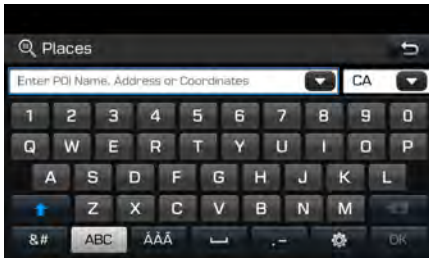 Places
Enter POI Name, Address or Coordinates CA
1 2 3 4 5 6 7 8 9 0
Q W E R T Y U I O P
A S D F G H J K L
Z X C V B N M
&# ABC ÁÀÃ .- OK